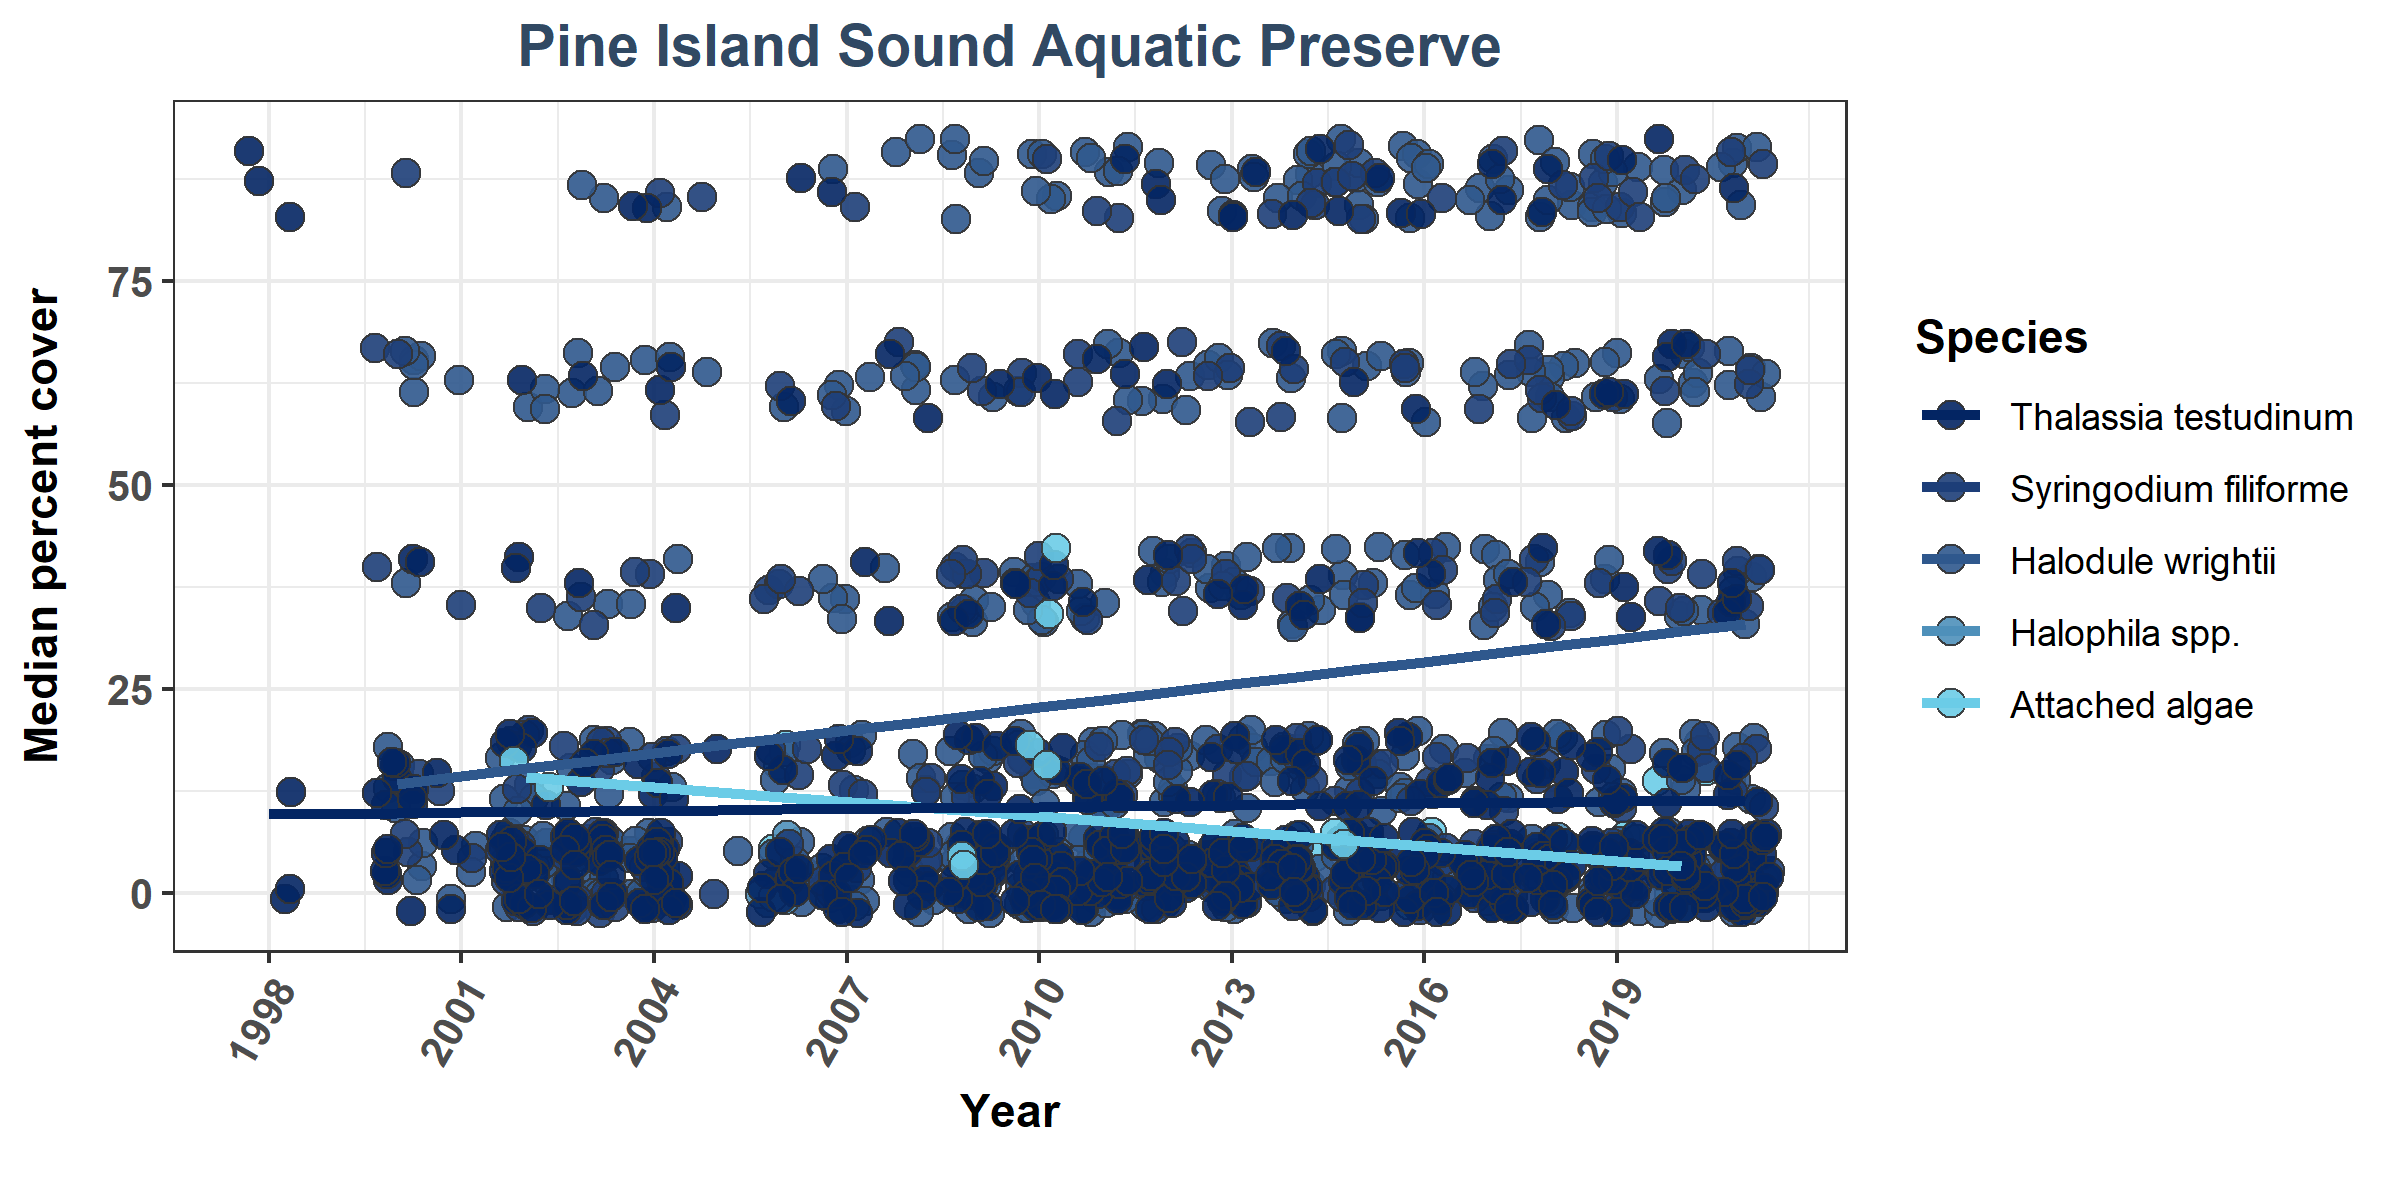 Pine Island Sound Aquatic Preserve
Median percent cover
75
50
25
0
1998
2001
2004
2007
2010
2013
2016
2019
Year
Species
Thalassia testudinum
Syringodium filiforme
Halodule wrightii
Halophila spp.
Attached algae